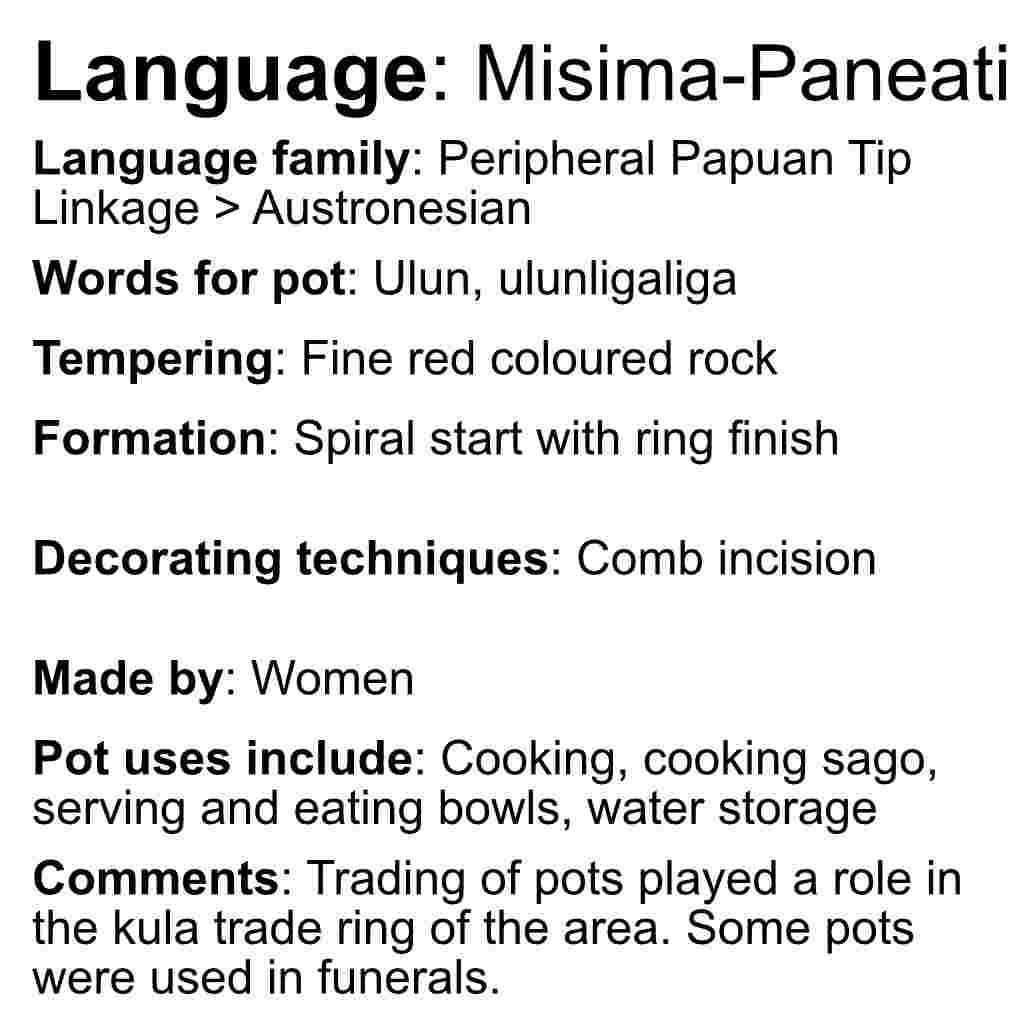 Language: Misima-Paneati
Language family: Peripheral Papuan Tip
Linkage > Austronesian
Words for pot: Ulun, ulunligaliga
Tempering: Fine red coloured rock
Formation: Spiral start with ring finish
Decorating techniques: Comb incision
Made by: Women
Pot uses include: Cooking, cooking sago,
serving and eating bowls, water storage
Comments: Trading of pots played a role in
the kula trade ring of the area. Some pots
were used in funerals.